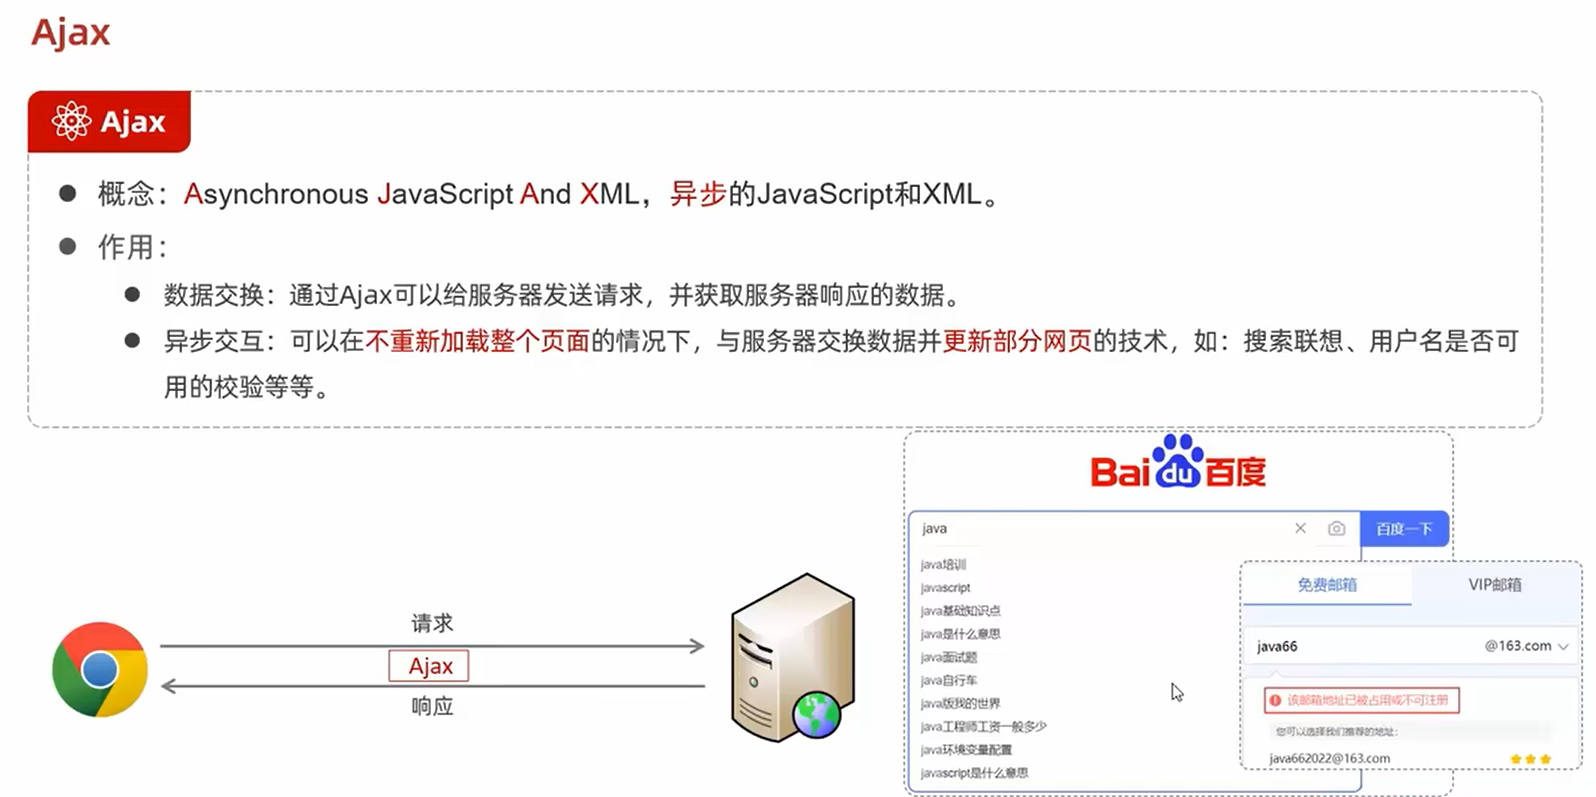 Ajax
Ajax
概念：Asynchronous JavaScript And XML，异步的JavaScript和XML。
作用：
数据交换：通过Ajax可以给服务器发送请求，并获取服务器响应的数据。
异步交互：可以在不重新加载整个页面的情况下，与服务器交换数据并更新部分网页的技术，如：搜索联想、用户名是否可
用的校验等等。
请求
Ajax
响应
Bai du 百度
java
百度一下
java培训
javascript
java基础知识点
java是什么意思
java面试题
java自行车
java版我的世界
java工程师工资一般多少
java环境变量配置
javascript是什么意思
免费邮箱
VIP邮箱
java66
@163.com
该邮箱地址已被占用或不可注册
您可以选择我们推荐的地址：
java662022@163.com